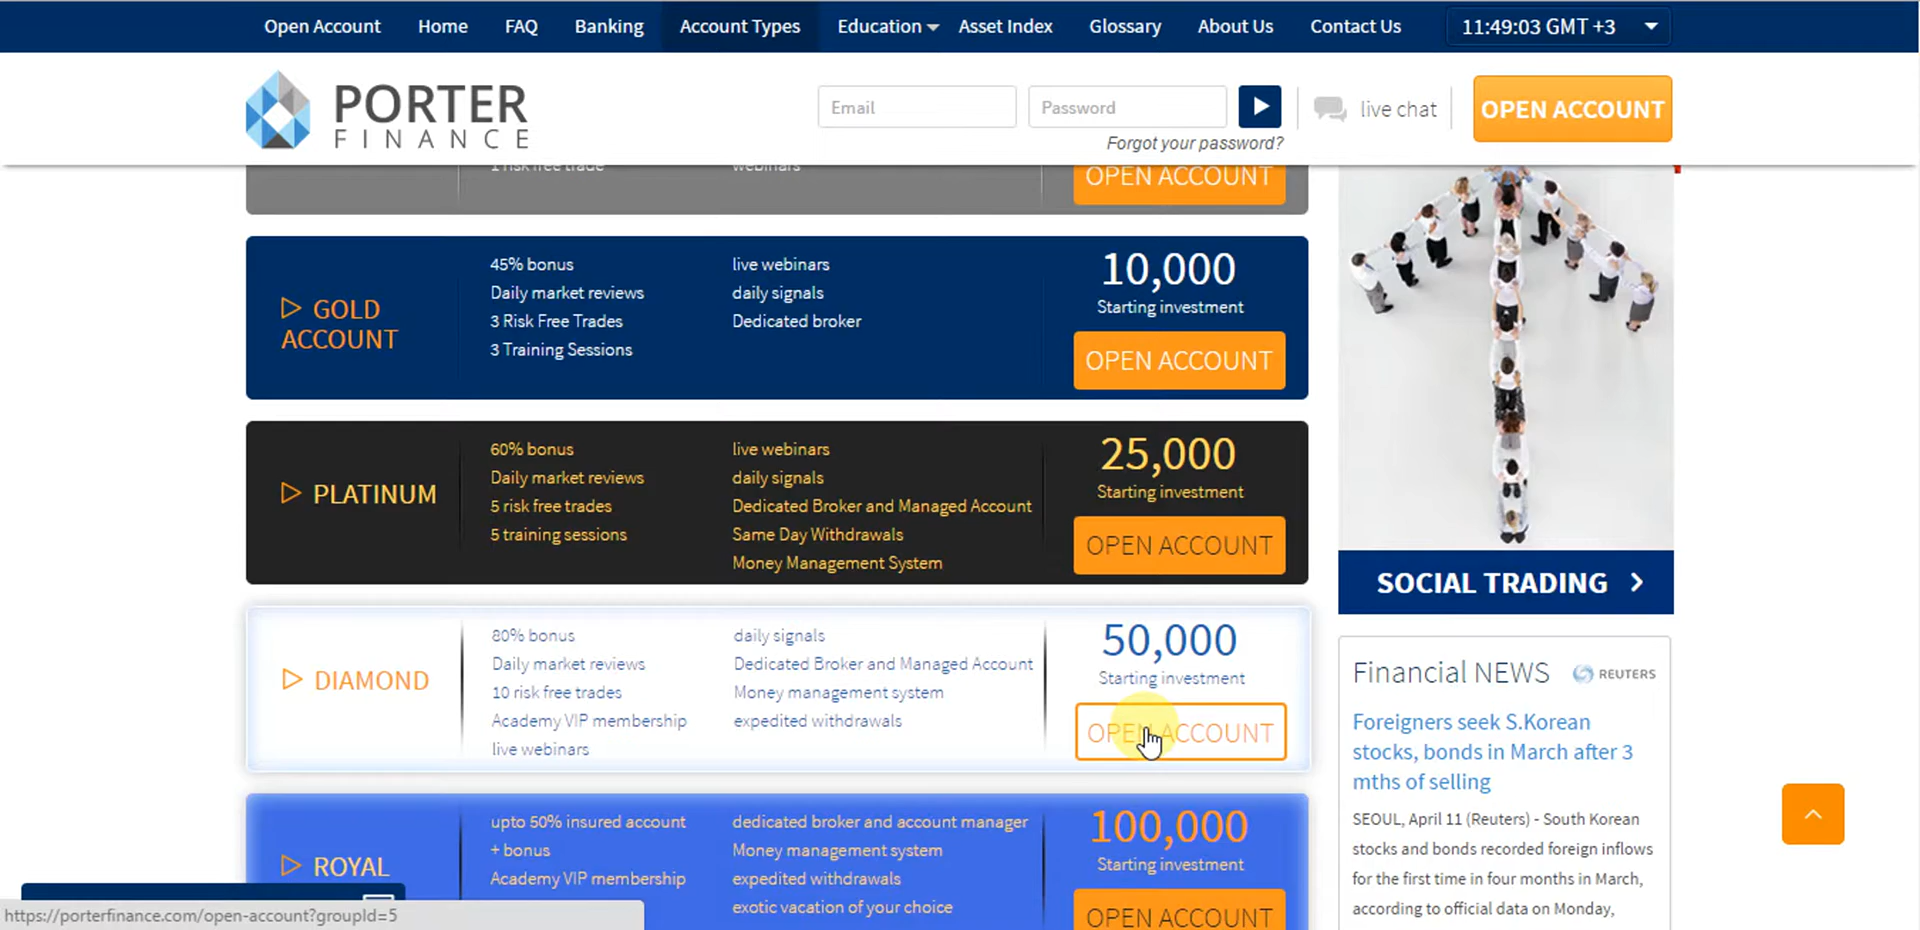 Open Account Home FAQ Banking Account Types Education Asset Index Glossary About Us Contact Us 11:49:03 GMT +3
PORTER
FINANCE
Email Password live chat OPEN ACCOUNT
Forgot your password?
1 risk free trade webinars
OPEN ACCOUNT
GOLD
ACCOUNT
45% bonus
Daily market reviews
3 Risk Free Trades
3 Training Sessions
live webinars
daily signals
Dedicated broker
10,000
Starting investment
OPEN ACCOUNT
PLATINUM
60% bonus
Daily market reviews
5 risk free trades
5 training sessions
live webinars
daily signals
Dedicated Broker and Managed Account
Same Day Withdrawals
Money Management System
25,000
Starting investment
OPEN ACCOUNT
DIAMOND
80% bonus
Daily market reviews
10 risk free trades
Academy VIP membership
live webinars
daily signals
Dedicated Broker and Managed Account
Money management system
expedited withdrawals
50,000
Starting investment
OPEN ACCOUNT
ROYAL
upto 50% insured account
+ bonus
Academy VIP membership
dedicated broker and account manager
Money management system
expedited withdrawals
exotic vacation of your choice
100,000
Starting investment
OPEN ACCOUNT
SOCIAL TRADING
Financial NEWS REUTERS
Foreigners seek S.Korean
stocks, bonds in March after 3
mths of selling
SEOUL, April 11 (Reuters) - South Korean
stocks and bonds recorded foreign inflows
for the first time in four months in March,
according to official data on Monday,
https://porterfinance.com/open-account?groupId=5